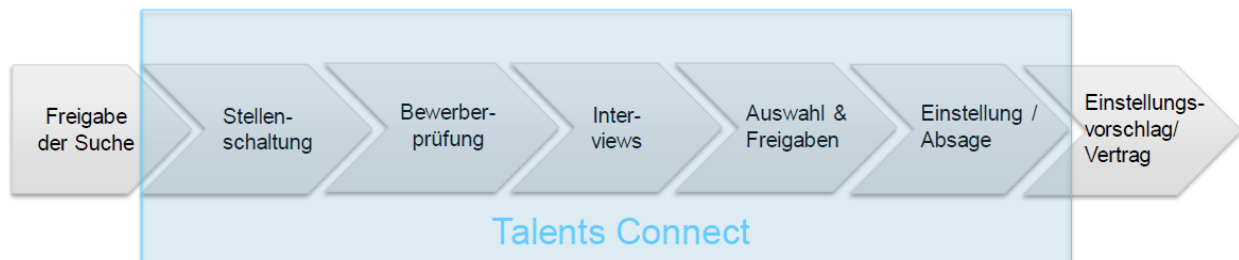 Freigabe
der Suche
Stellen-
schaltung
Bewerber-
prüfung
Inter-
views
Auswahl &
Freigaben
Einstellung /
Absage
Einstellungs-
vorschlag/
Vertrag
Talents Connect